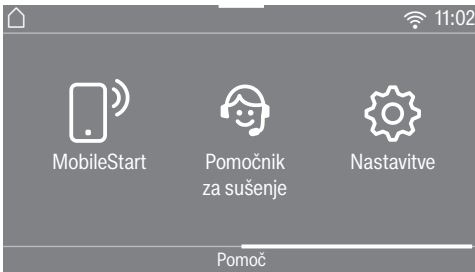 11:02
MobileStart
Pomočnik
za sušenje
Nastavitve
Pomoč